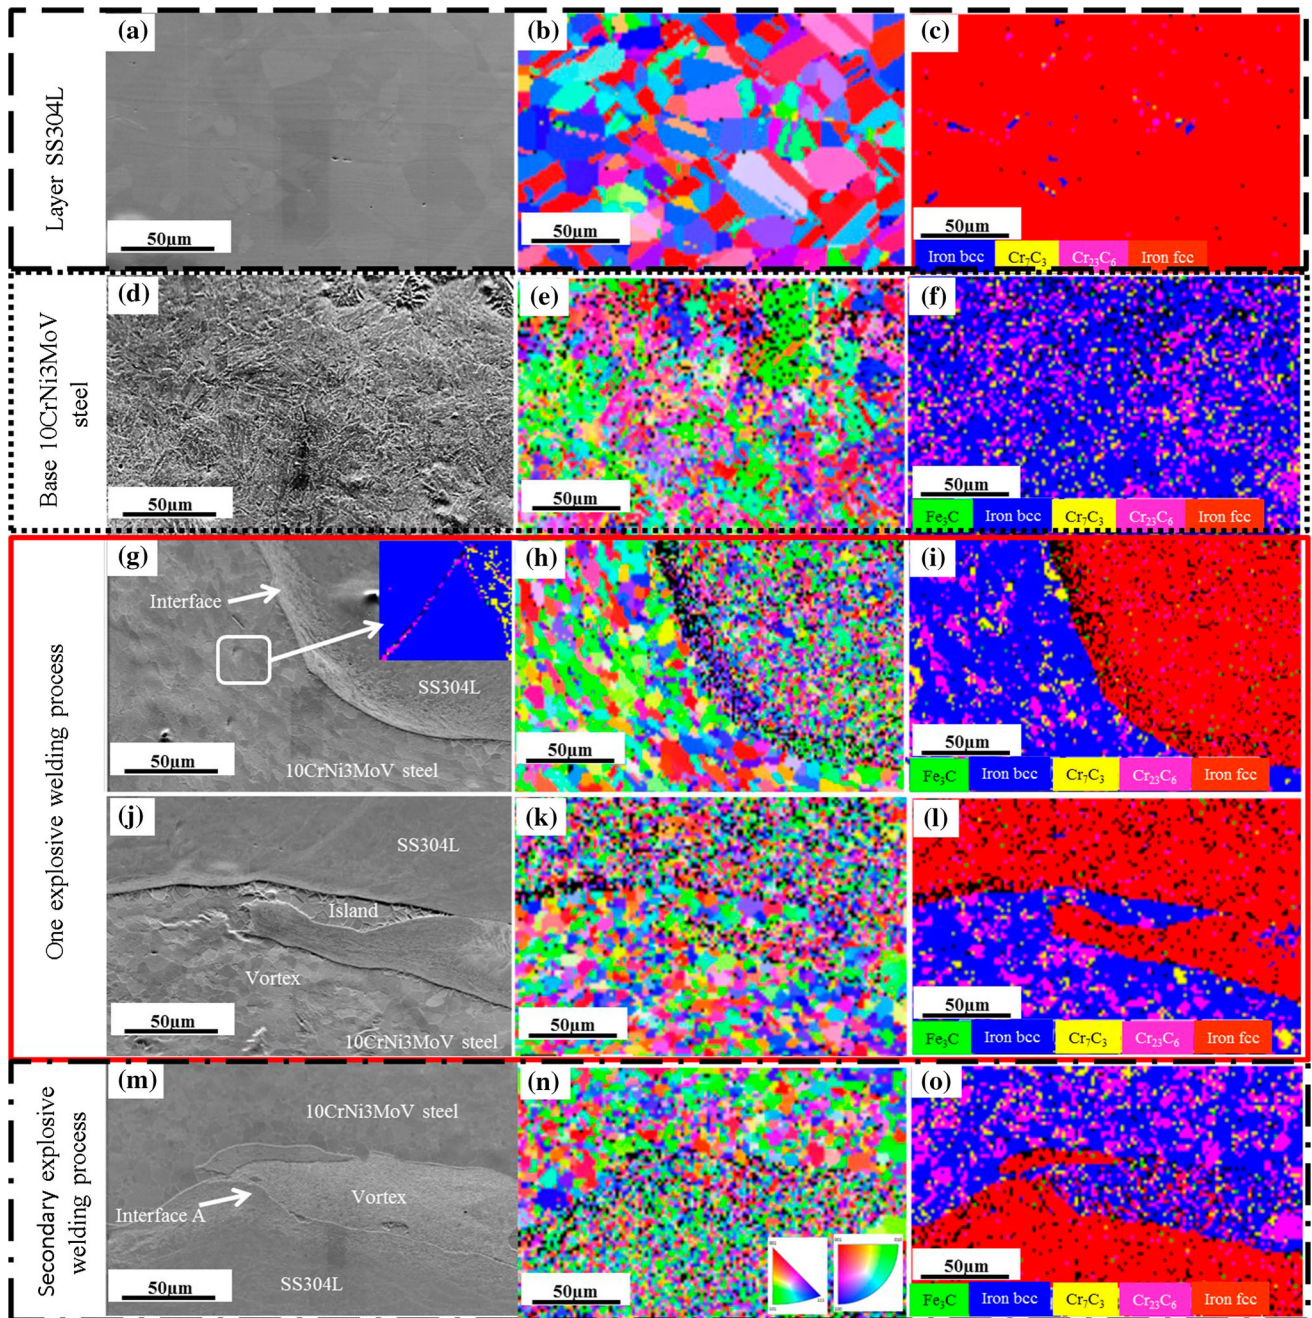 Layer SS304L
(a)
50μm
(b)
50μm
(c)
50μm
Iron bcc Cr7C3 Cr23C6 Iron fcc
Base 10CrNi3MoV
steel
(d)
50μm
(e)
50μm
(f)
50μm
Fe3C Iron bcc Cr7C3 Cr23C6 Iron fcc
One explosive welding process
(g)
Interface
SS304L
50μm
10CrNi3MoV steel
(h)
50μm
(i)
50μm
Fe3C Iron bcc Cr7C3 Cr23C6 Iron fcc
(j)
SS304L
Island
Vortex
50μm
10CrNi3MoV steel
(k)
50μm
(l)
50μm
Fe3C Iron bcc Cr7C3 Cr23C6 Iron fcc
Secondary explosive
welding process
(m)
10CrNi3MoV steel
Vortex
Interface A
50μm
SS304L
(n)
50μm
(o)
50μm
Fe3C Iron bcc Cr7C3 Cr23C6 Iron fcc